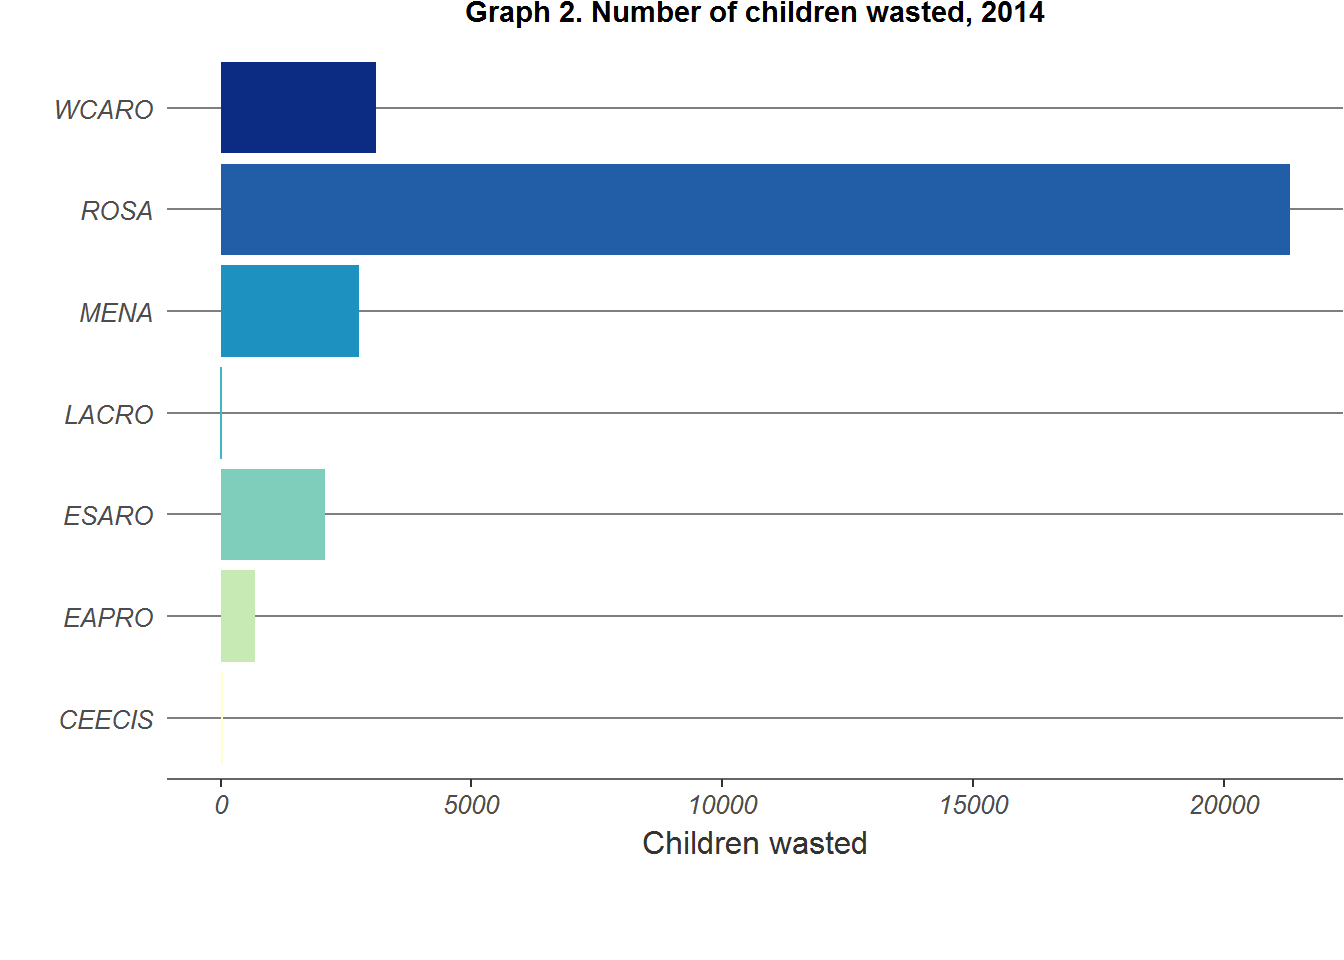 Graph 2. Number of children wasted, 2014
WCARO
ROSA
MENA
LACRO
ESARO
EAPRO
CEECIS
0 5000 10000 15000 20000
Children wasted